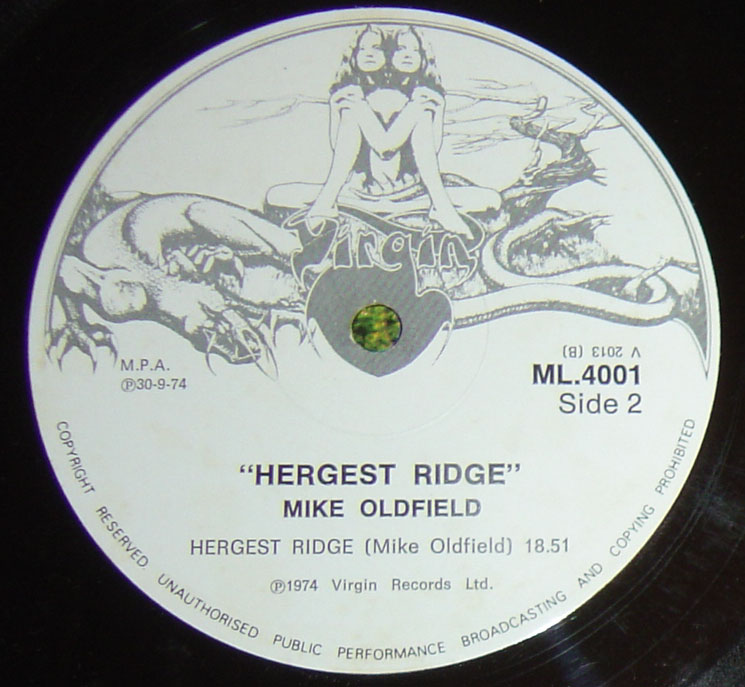 Virgin
M.P.A.
℗30-9-74
V 2013 (B)
ML.4001
Side 2
“HERGEST RIDGE”
MIKE OLDFIELD
HERGEST RIDGE (Mike Oldfield) 18.51
℗1974 Virgin Records Ltd.
COPYRIGHT RESERVED. UNAUTHORISED PUBLIC PERFORMANCE BROADCASTING AND COPYING PROHIBITED